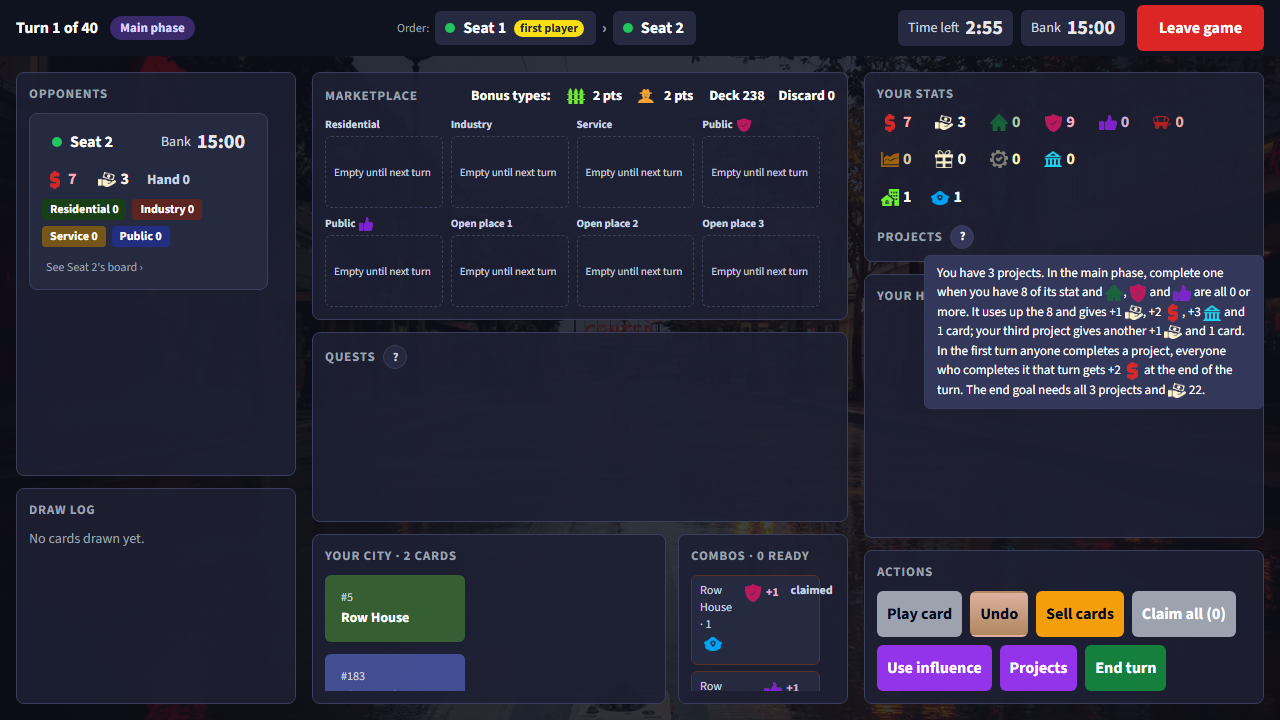 Turn 1 of 40
Main phase
Order:
Seat 1
first player
›
Seat 2
Time left 2:55
Bank 15:00
Leave game
OPPONENTS
Seat 2
Bank 15:00
7
3
Hand 0
Residential 0
Industry 0
Service 0
Public 0
See Seat 2's board ›
DRAW LOG
No cards drawn yet.
MARKETPLACE
Bonus types:
2 pts
2 pts
Deck 238
Discard 0
Residential
Industry
Service
Public
Empty until next turn
Empty until next turn
Empty until next turn
Empty until next turn
Public
Open place 1
Open place 2
Open place 3
Empty until next turn
Empty until next turn
Empty until next turn
Empty until next turn
QUESTS ?
YOUR CITY · 2 CARDS
#5
Row House
#183
COMBOS · 0 READY
Row House · 1
+1
claimed
Row
+1
YOUR STATS
7 3 0 9 0 0
0 0 0 0
1 1
PROJECTS ?
YOUR H
You have 3 projects. In the main phase, complete one
when you have 8 of its stat and , and are all 0 or
more. It uses up the 8 and gives +1 , +2 , +3 and
1 card; your third project gives another +1 and 1 card.
In the first turn anyone completes a project, everyone
who completes it that turn gets +2 at the end of the
turn. The end goal needs all 3 projects and 22.
ACTIONS
Play card
Undo
Sell cards
Claim all (0)
Use influence
Projects
End turn